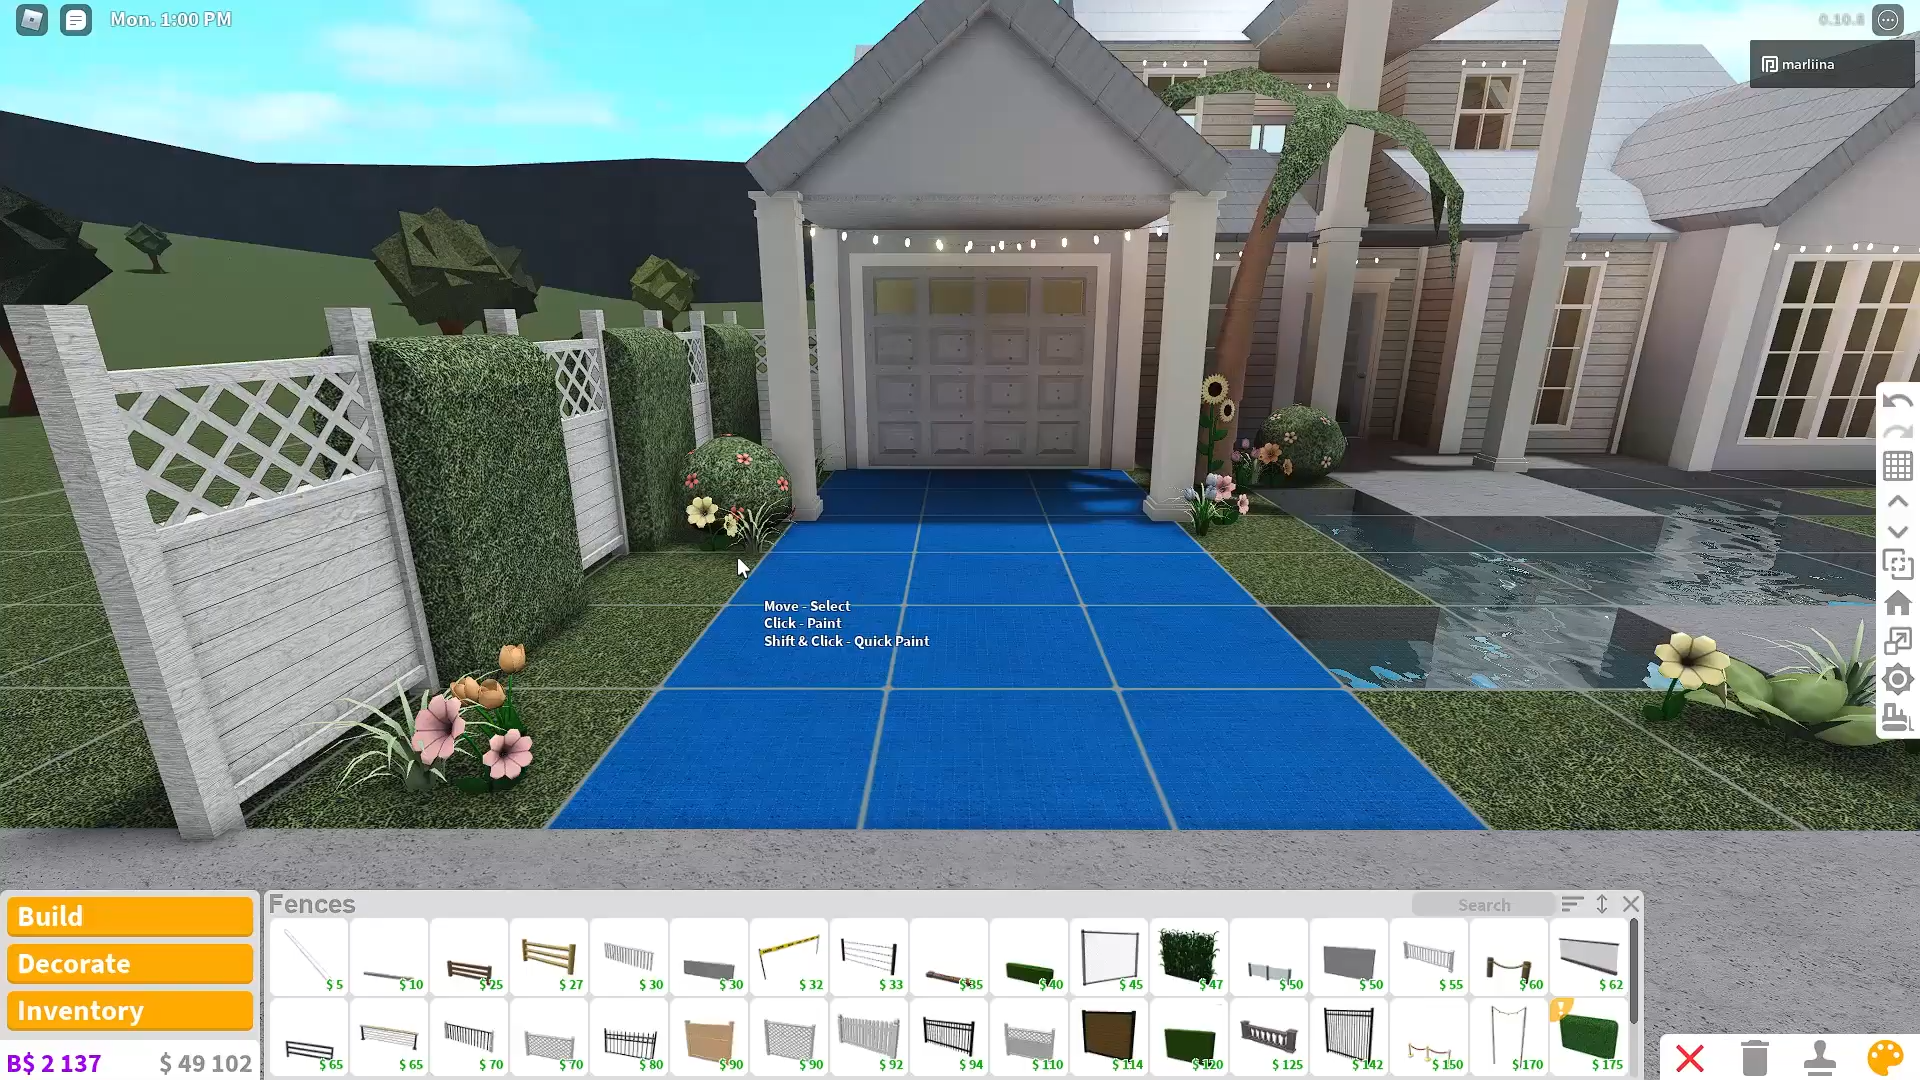 Mon. 1:00 PM
0.10.8
marliina
Move - Select
Click - Paint
Shift & Click - Quick Paint
Build
Decorate
Inventory
B$ 2 137
$ 49 102
Fences
Search
$ 5
$ 10
$ 25
$ 27
$ 30
$ 30
$ 32
$ 33
$ 35
$ 40
$ 45
$ 47
$ 50
$ 50
$ 55
$ 60
$ 62
$ 65
$ 65
$ 70
$ 70
$ 80
$ 90
$ 90
$ 92
$ 94
$ 110
$ 114
$ 120
$ 125
$ 142
$ 150
$ 170
$ 175